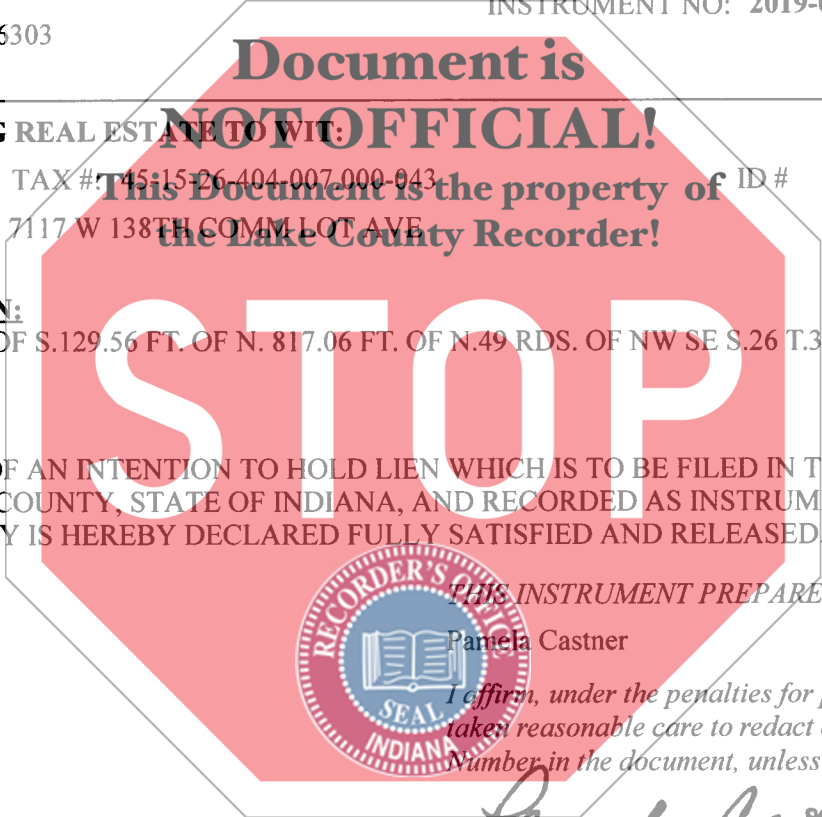 INSTRUMENT NO: 2019-0
6303
Document is
NOT OFFICIAL!
G REAL ESTATE TO WIT:
TAX #: 45-15-26-404-007.000-043 ID #
This Document is the property of
7117 W 138TH COMM LOT AVE
the Lake County Recorder!
N:
OF S.129.56 FT. OF N. 817.06 FT. OF N.49 RDS. OF NW SE S.26 T.3
STOP
OF AN INTENTION TO HOLD LIEN WHICH IS TO BE FILED IN T
COUNTY, STATE OF INDIANA, AND RECORDED AS INSTRUM
Y IS HEREBY DECLARED FULLY SATISFIED AND RELEASED.
RECORDER'S OFFICE
SEAL
INDIANA
THIS INSTRUMENT PREPARE
Pamela Castner
I affirm, under the penalties for p
taken reasonable care to redact
Number in the document, unless